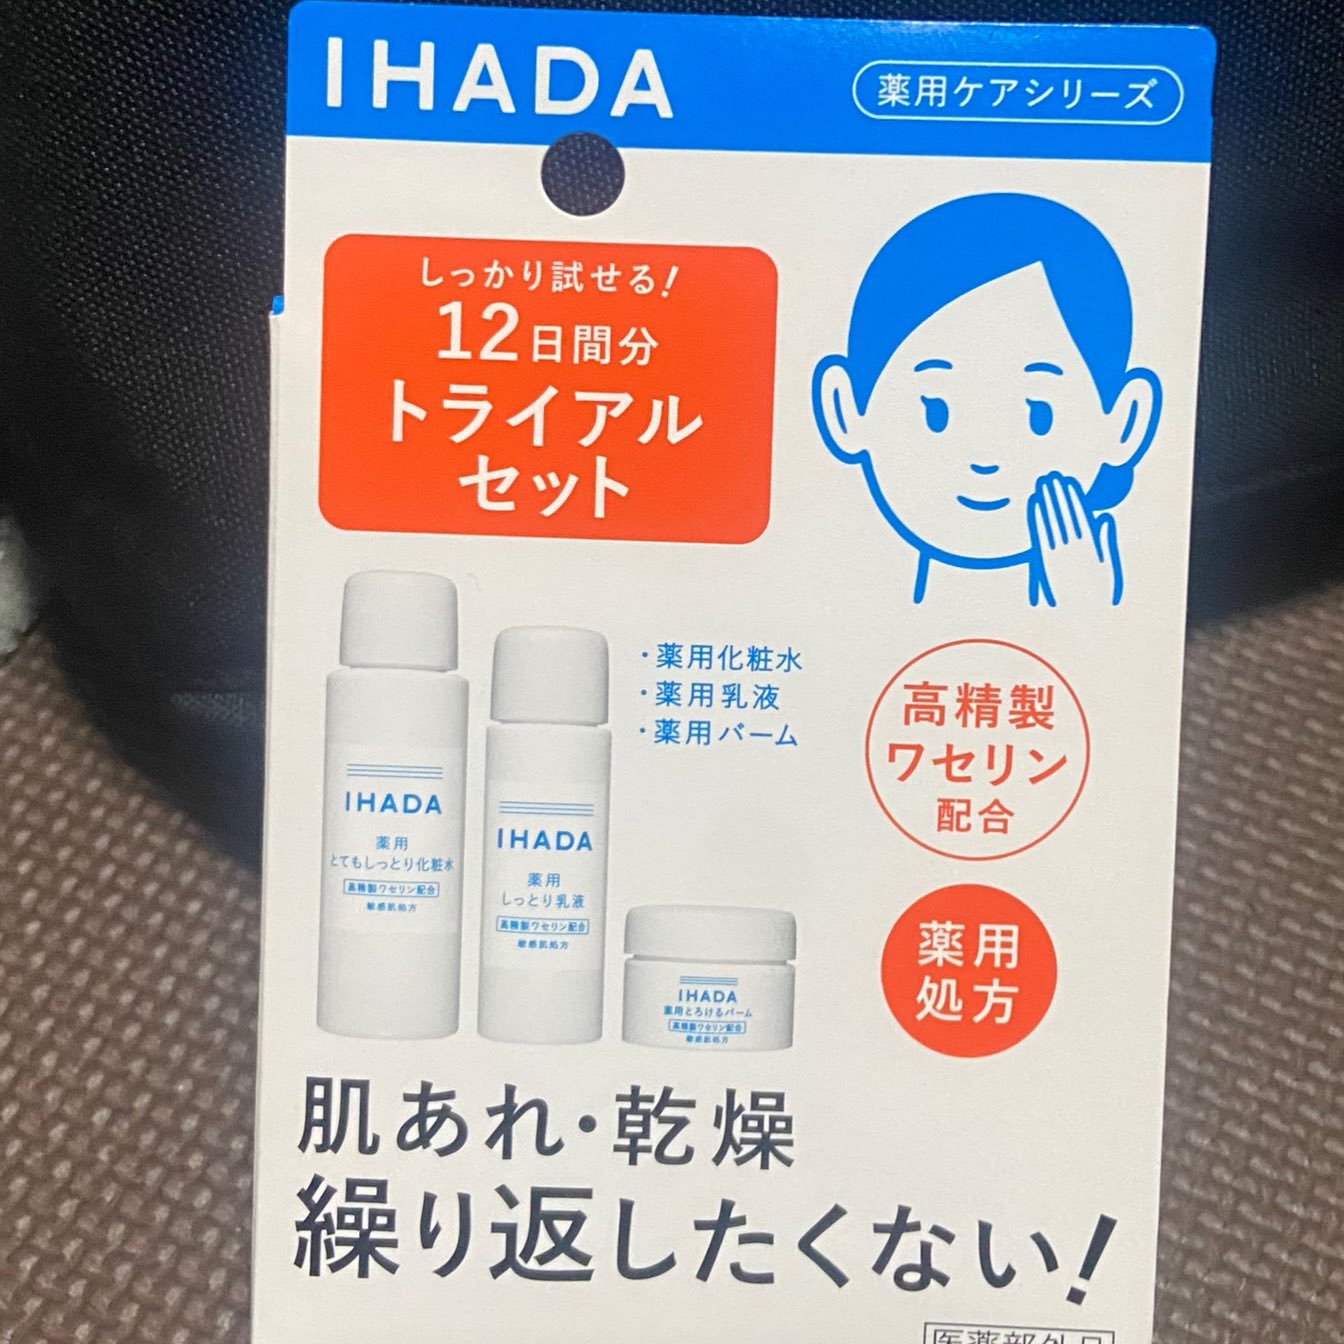 IHADA
薬用ケアシリーズ
しっかり試せる!
12日間分
トライアル
セット
・薬用化粧水
・薬用乳液
・薬用バーム
高精製
ワセリン
配合
薬用
処方
IHADA
薬用
とてもしっとり化粧水
高精製ワセリン配合
敏感肌処方
IHADA
薬用
しっとり乳液
高精製ワセリン配合
敏感肌処方
IHADA
薬用とろけるバーム
高精製ワセリン配合
敏感肌処方
肌あれ・乾燥
繰り返したくない!
医薬部外品